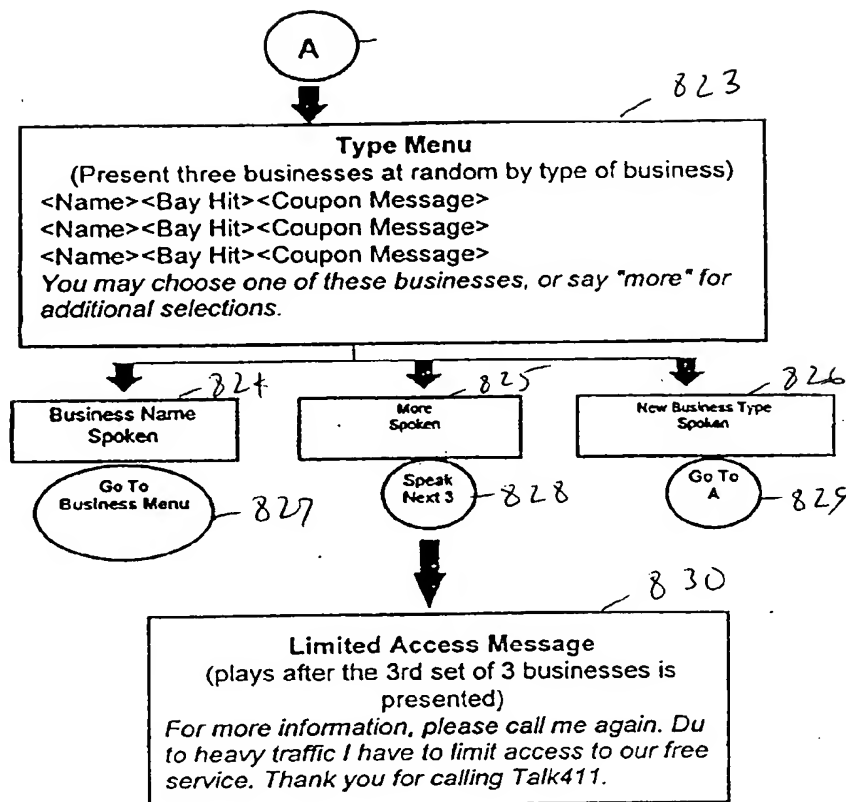 A
823
Type Menu
(Present three businesses at random by type of business)
<Name><Bay Hit><Coupon Message>
<Name><Bay Hit><Coupon Message>
<Name><Bay Hit><Coupon Message>
You may choose one of these businesses, or say "more" for
additional selections.
824
825
826
Business Name
Spoken
More
Spoken
New Business Type
Spoken
Go To
Business Menu
827
Speak
Next 3
828
Go To
A
829
830
Limited Access Message
(plays after the 3rd set of 3 businesses is
presented)
For more information, please call me again. Du
to heavy traffic I have to limit access to our free
service. Thank you for calling Talk411.